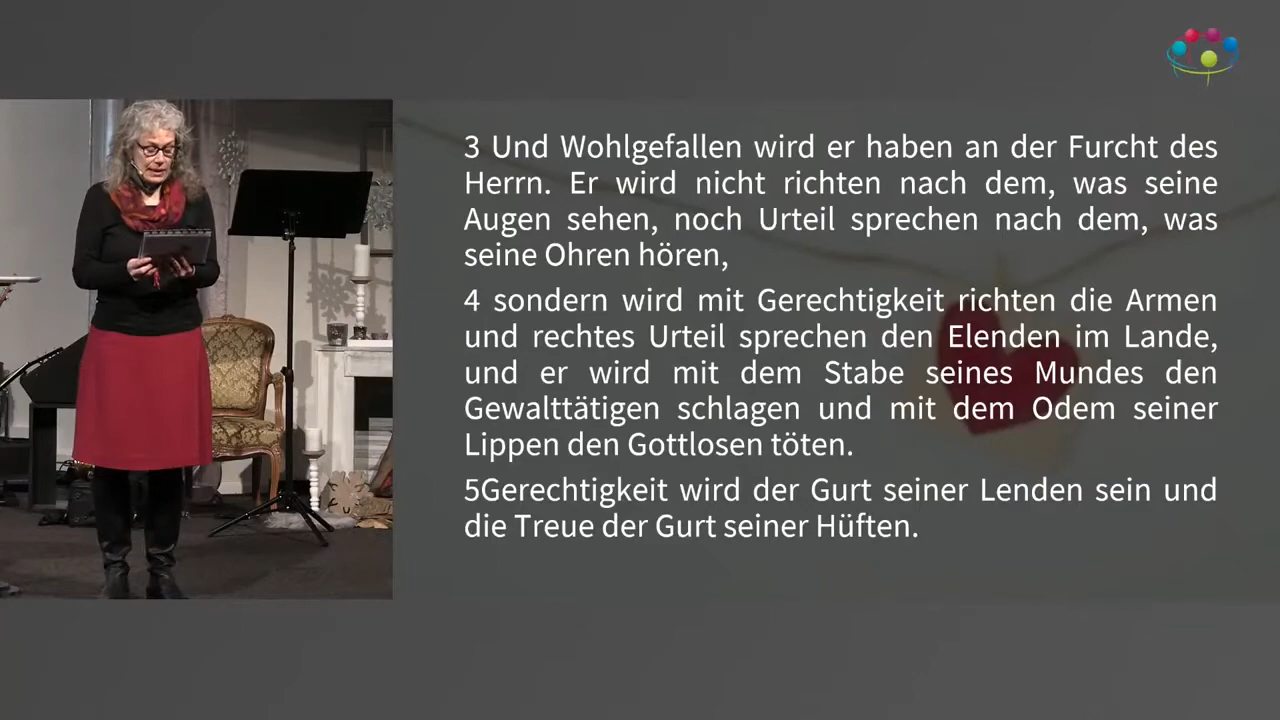 3 Und Wohlgefallen wird er haben an der Furcht des
Herrn. Er wird nicht richten nach dem, was seine
Augen sehen, noch Urteil sprechen nach dem, was
seine Ohren hören,
4 sondern wird mit Gerechtigkeit richten die Armen
und rechtes Urteil sprechen den Elenden im Lande,
und er wird mit dem Stabe seines Mundes den
Gewalttätigen schlagen und mit dem Odem seiner
Lippen den Gottlosen töten.
5Gerechtigkeit wird der Gurt seiner Lenden sein und
die Treue der Gurt seiner Hüften.